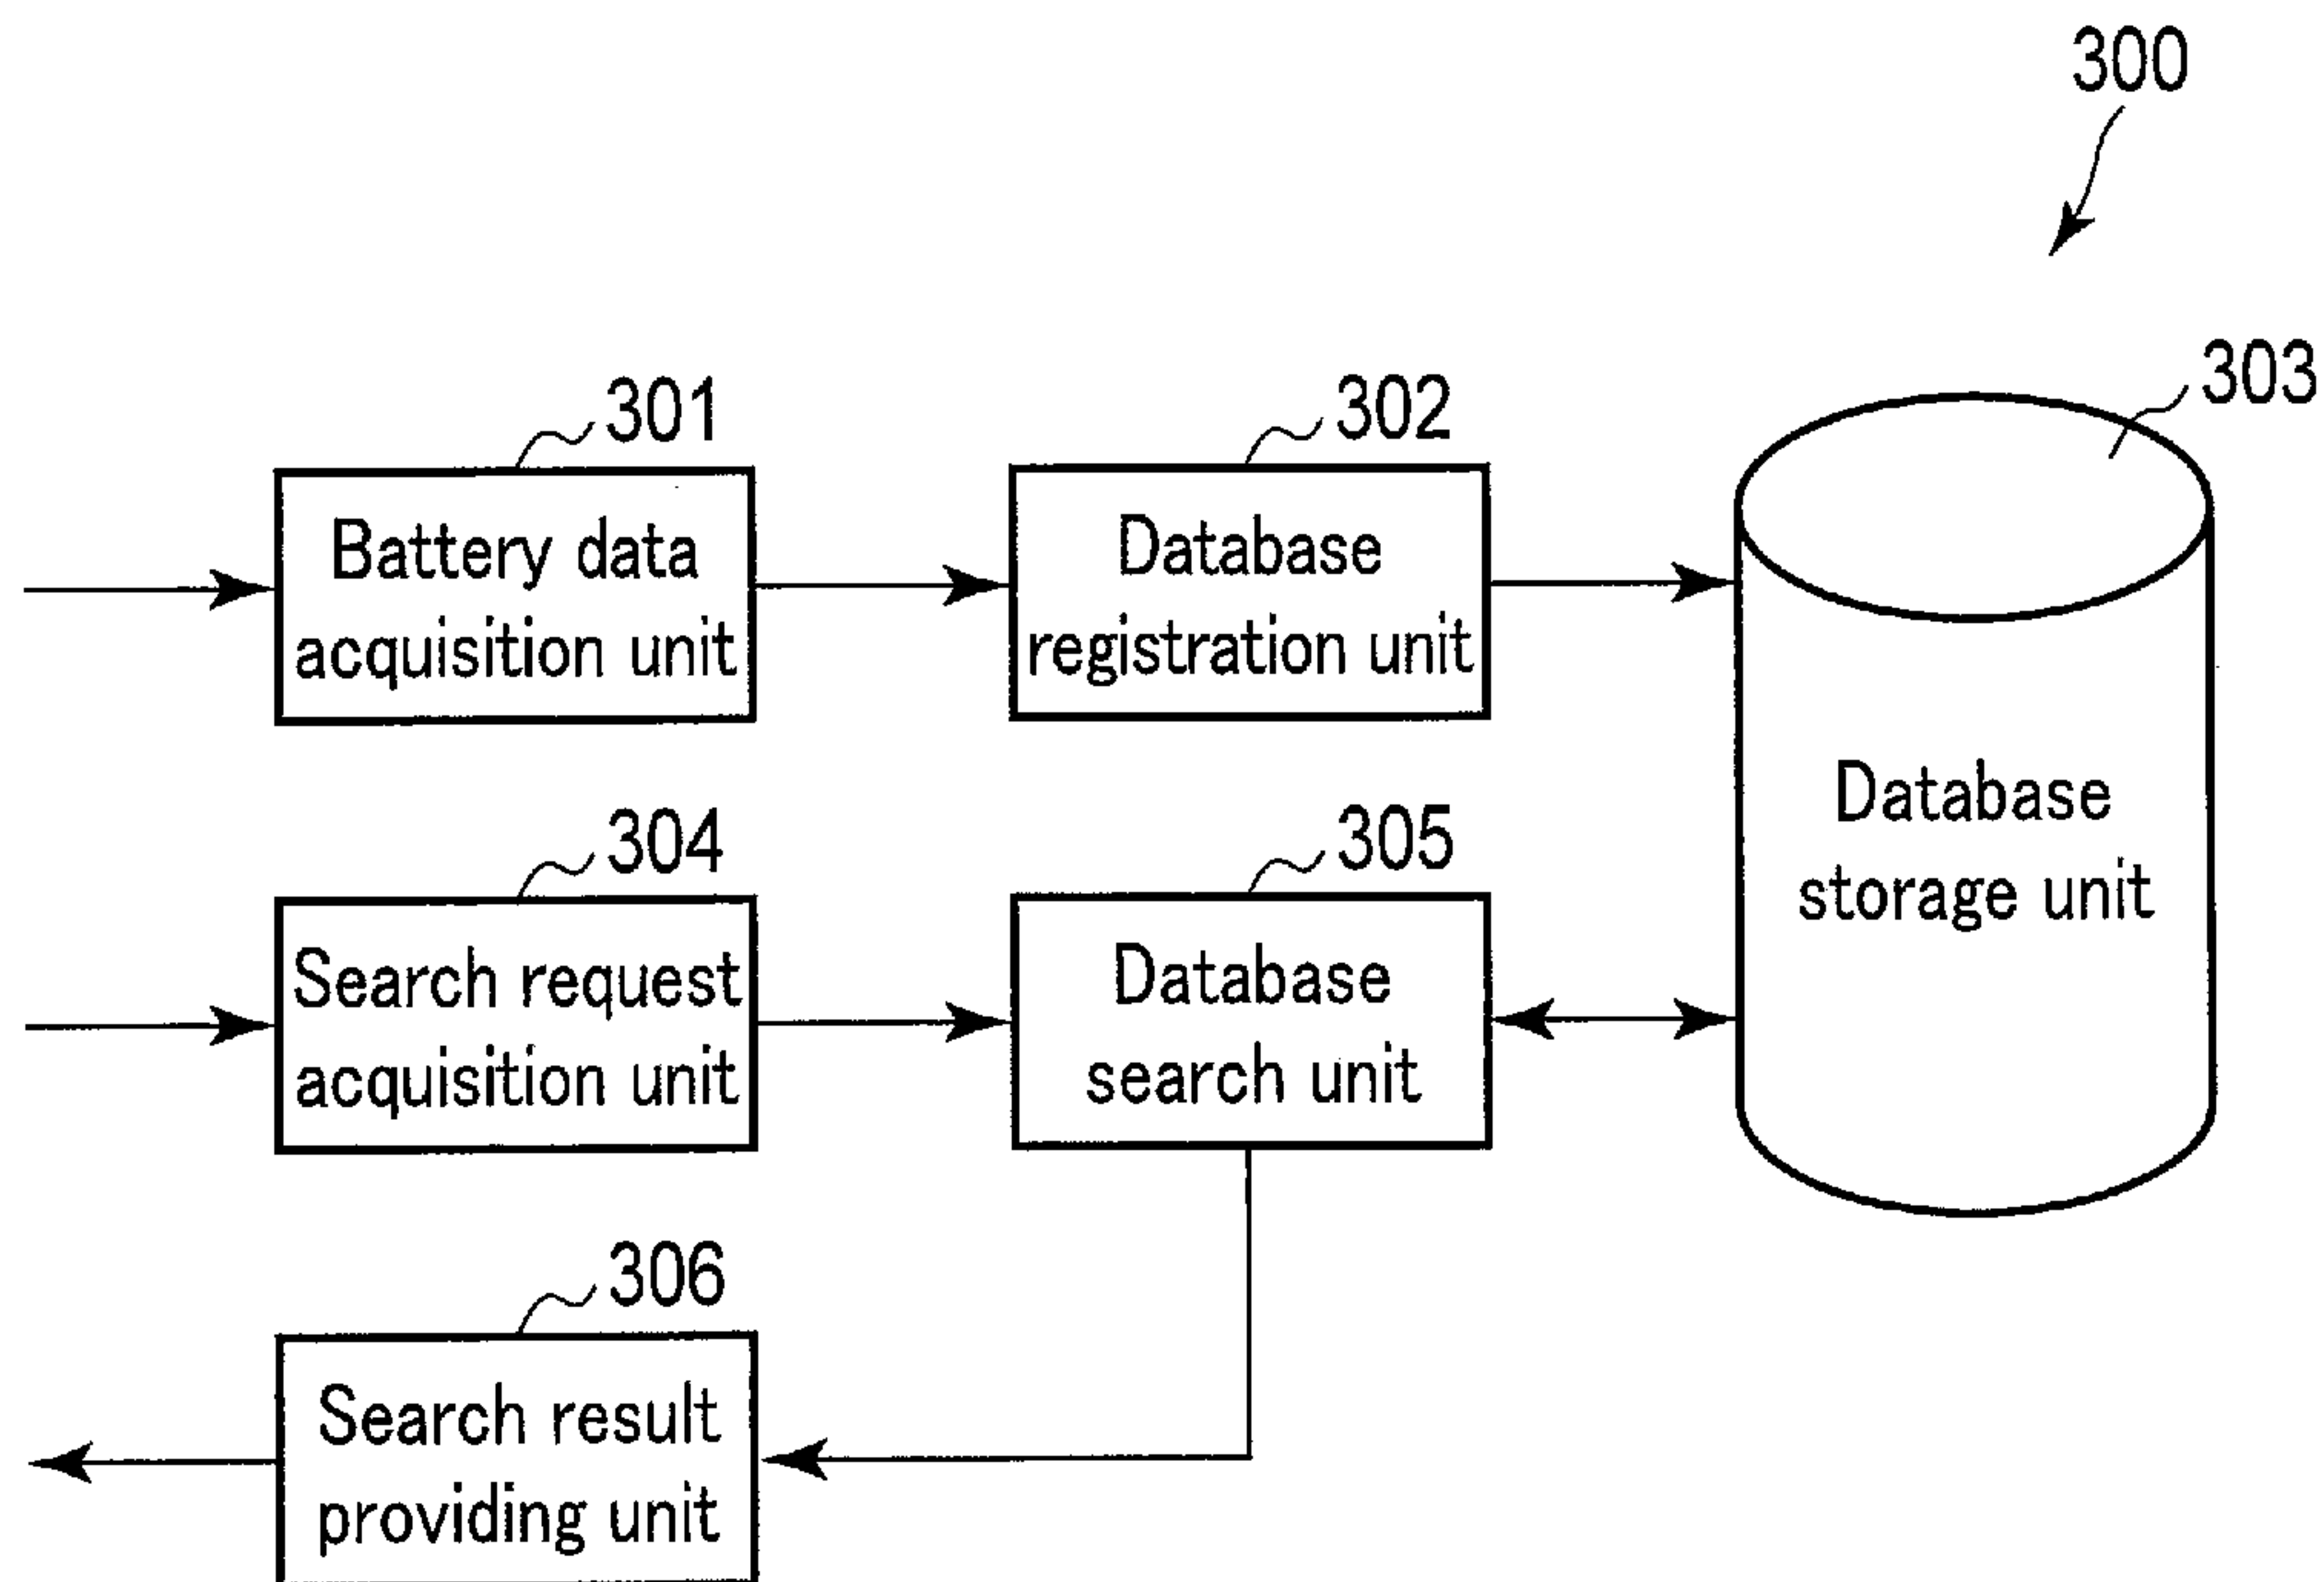 300
301
302
303
Battery data
acquisition unit
Database
registration unit
Database
storage unit
304
305
Search request
acquisition unit
Database
search unit
306
Search result
providing unit